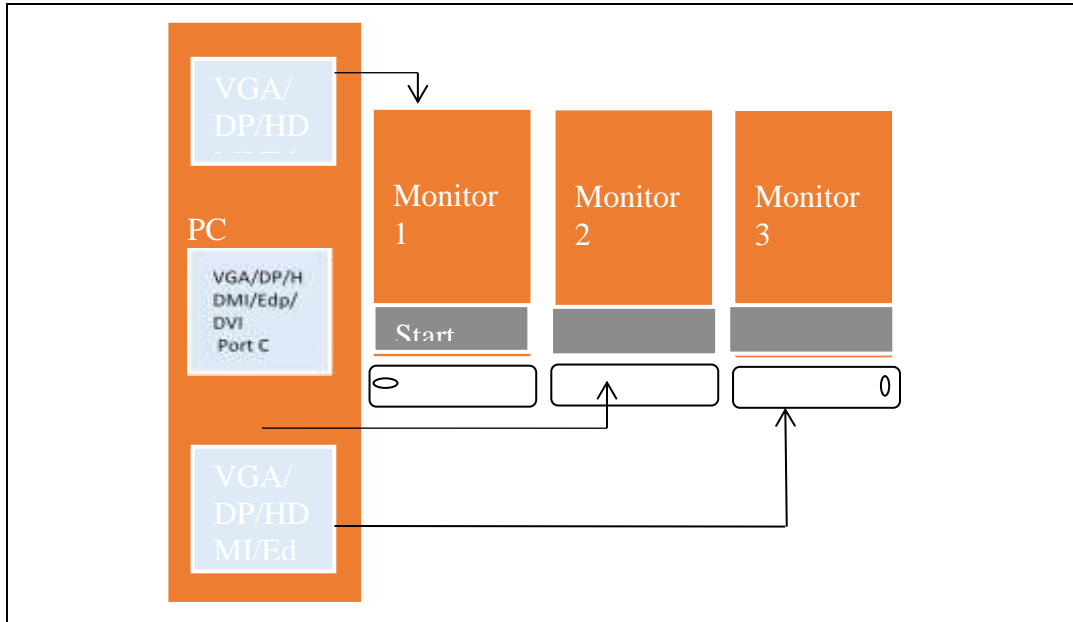 VGA/
DP/HD
PC
VGA/DP/H
DMI/Edp/
DVI
Port C
VGA/
DP/HD
MI/Ed
Monitor
1
Monitor
2
Monitor
3
Start